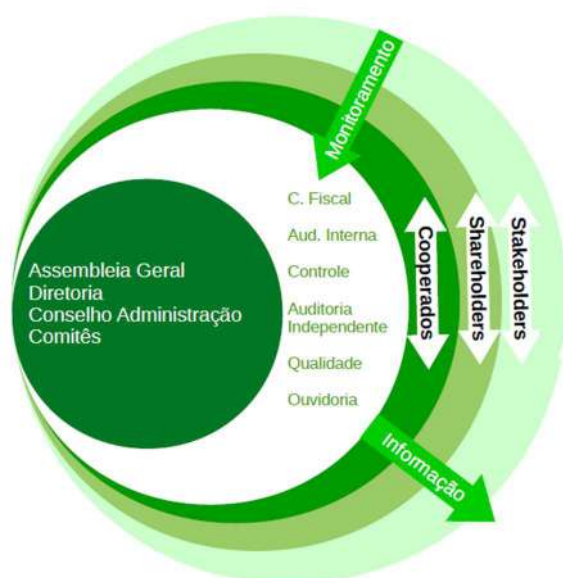 Monitoramento
Assembleia Geral
Diretoria
Conselho Administração
Comitês
C. Fiscal
Aud. Interna
Controle
Auditoria
Independente
Qualidade
Ouvidoria
Cooperados
Shareholders
Stakeholders
Informação